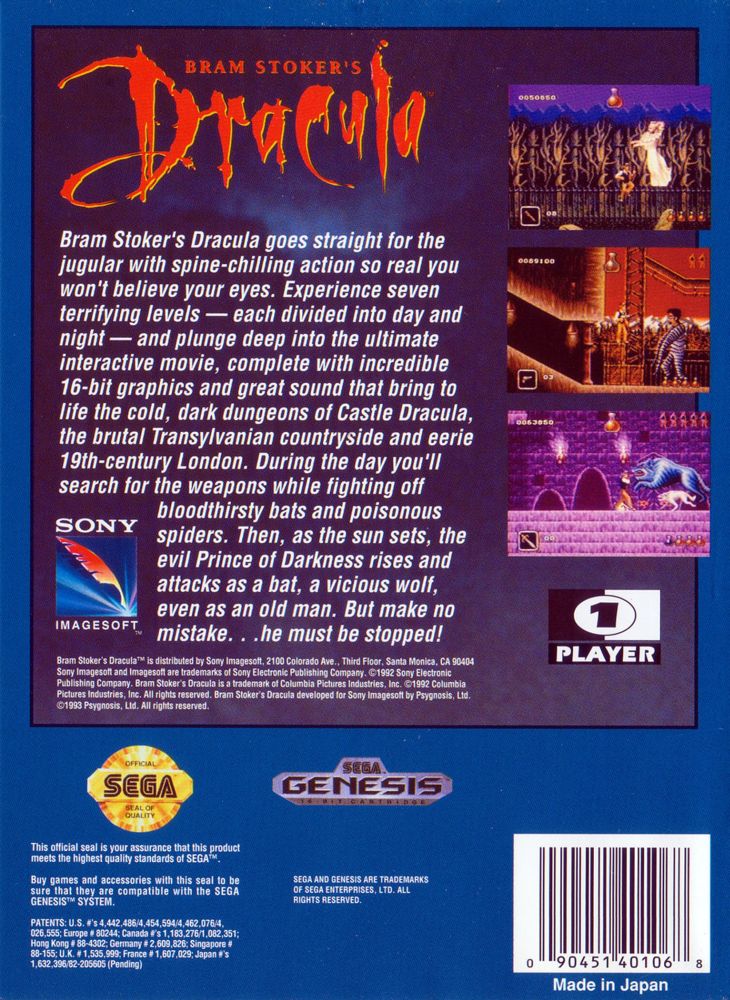 BRAM STOKER'S
Dracula™
Bram Stoker's Dracula goes straight for the
jugular with spine-chilling action so real you
won't believe your eyes. Experience seven
terrifying levels — each divided into day and
night — and plunge deep into the ultimate
interactive movie, complete with incredible
16-bit graphics and great sound that bring to
life the cold, dark dungeons of Castle Dracula,
the brutal Transylvanian countryside and eerie
19th-century London. During the day you'll
search for the weapons while fighting off
bloodthirsty bats and poisonous
spiders. Then, as the sun sets, the
evil Prince of Darkness rises and
attacks as a bat, a vicious wolf,
even as an old man. But make no
mistake. . .he must be stopped!
SONY
IMAGESOFT™
0050850
08
0089100
03
0063850
00
1
PLAYER
Bram Stoker's Dracula™ is distributed by Sony Imagesoft, 2100 Colorado Ave., Third Floor, Santa Monica, CA 90404
Sony Imagesoft and Imagesoft are trademarks of Sony Electronic Publishing Company. ©1992 Sony Electronic
Publishing Company. Bram Stoker's Dracula is a trademark of Columbia Pictures Industries, Inc. ©1992 Columbia
Pictures Industries, Inc. All rights reserved. Bram Stoker's Dracula developed for Sony Imagesoft by Psygnosis, Ltd.
©1993 Psygnosis, Ltd. All rights reserved.
OFFICIAL
SEGA
SEAL OF
QUALITY
SEGA
GENESIS
16-BIT CARTRIDGE
This official seal is your assurance that this product
meets the highest quality standards of SEGA™.
Buy games and accessories with this seal to be
sure that they are compatible with the SEGA
GENESIS™ SYSTEM.
PATENTS: U.S. #'s 4,442,486/4,454,594/4,462,076/4,
026,555; Europe # 80244; Canada #'s 1,183,276/1,082,351;
Hong Kong # 88-4302; Germany # 2,609,826; Singapore #
88-155; U.K. # 1,535,999; France # 1,607,029; Japan #'s
1,632,396/82-205605 (Pending)
SEGA AND GENESIS ARE TRADEMARKS
OF SEGA ENTERPRISES, LTD. ALL
RIGHTS RESERVED.
0 90451 40106 8
Made in Japan